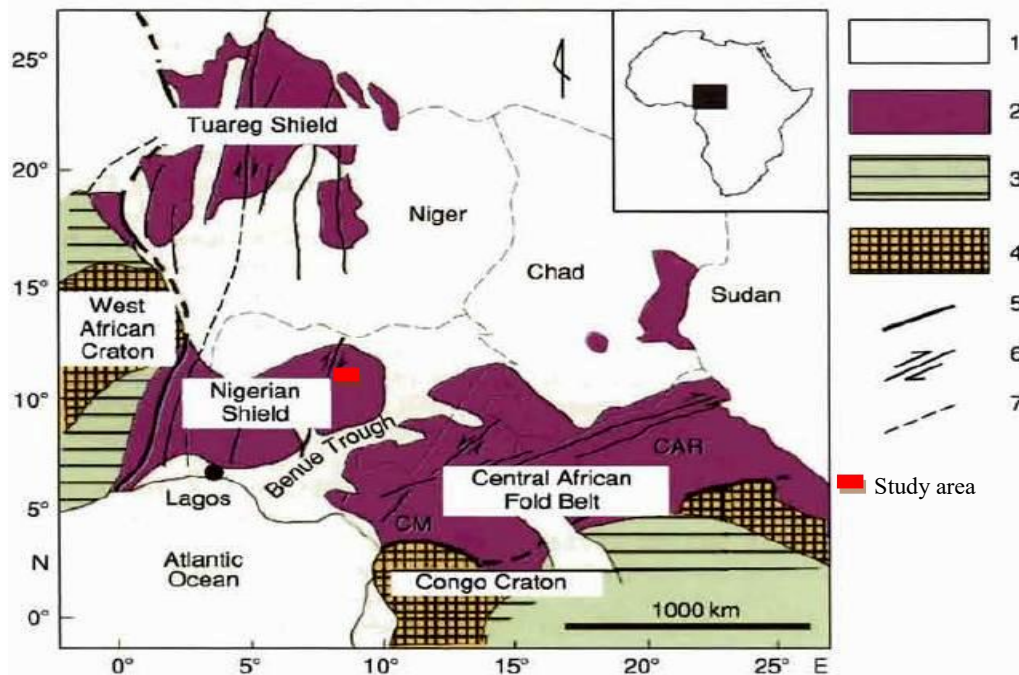 25°
20°
15°
10°
5°
N
0°
0°
5°
10°
15°
20°
25°
E
Tuareg Shield
Niger
Chad
Sudan
West
African
Craton
Nigerian
Shield
Benue Trough
Lagos
CAR
Central African
Fold Belt
CM
Atlantic
Ocean
Congo Craton
1000 km
1
2
3
4
5
6
7
Study area